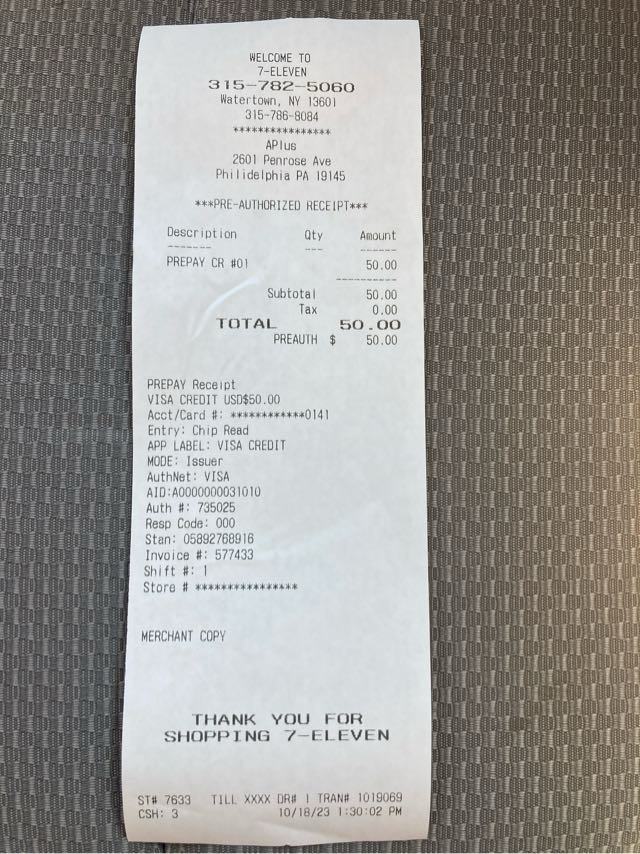 WELCOME TO
7-ELEVEN
315-782-5060
Watertown, NY 13601
315-786-8084
****************
APlus
2601 Penrose Ave
Philidelphia PA 19145
***PRE-AUTHORIZED RECEIPT***
Description Qty Amount
------- --- ------
PREPAY CR #01 50.00
----------
Subtotal 50.00
Tax 0.00
TOTAL 50.00
PREAUTH $ 50.00
PREPAY Receipt
VISA CREDIT USD$50.00
Acct/Card #: ************0141
Entry: Chip Read
APP LABEL: VISA CREDIT
MODE: Issuer
AuthNet: VISA
AID:A0000000031010
Auth #: 735025
Resp Code: 000
Stan: 05892768916
Invoice #: 577433
Shift #: 1
Store # ****************
MERCHANT COPY
THANK YOU FOR
SHOPPING 7-ELEVEN
ST# 7633 TILL XXXX DR# 1 TRAN# 1019069
CSH: 3 10/18/23 1:30:02 PM